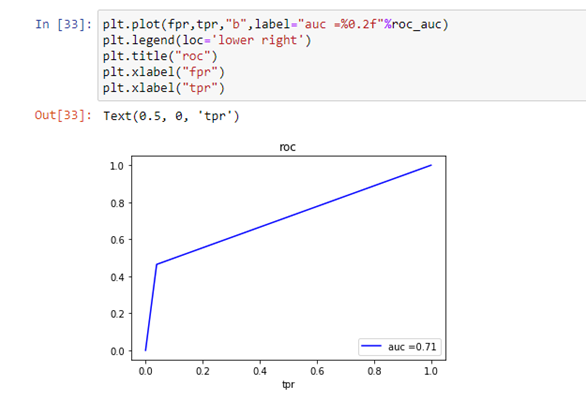 In [33]: plt.plot(fpr,tpr,"b",label="auc =%0.2f"%roc_auc)
plt.legend(loc='lower right')
plt.title("roc")
plt.xlabel("fpr")
plt.xlabel("tpr")
Out[33]: Text(0.5, 0, 'tpr')
roc
1.0
0.8
0.6
0.4
0.2
0.0
auc =0.71
0.0 0.2 0.4 0.6 0.8 1.0
tpr